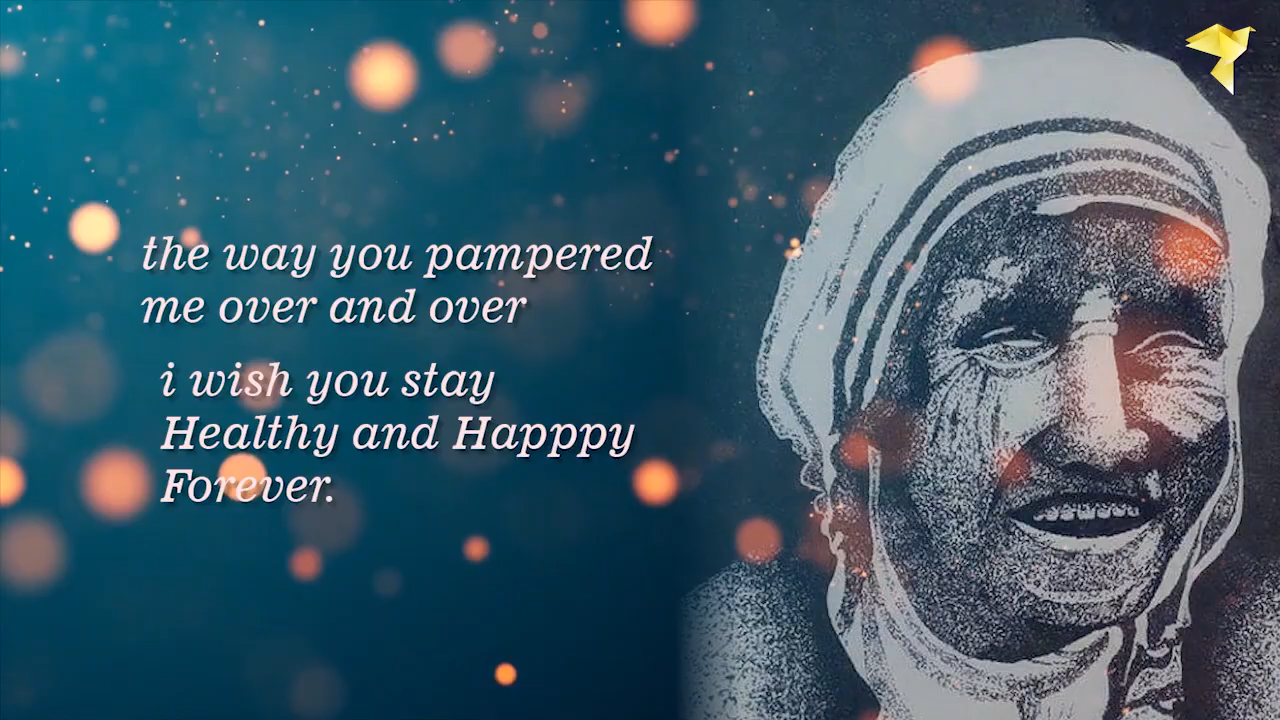 the way you pampered
me over and over
i wish you stay
Healthy and Happpy
Forever.